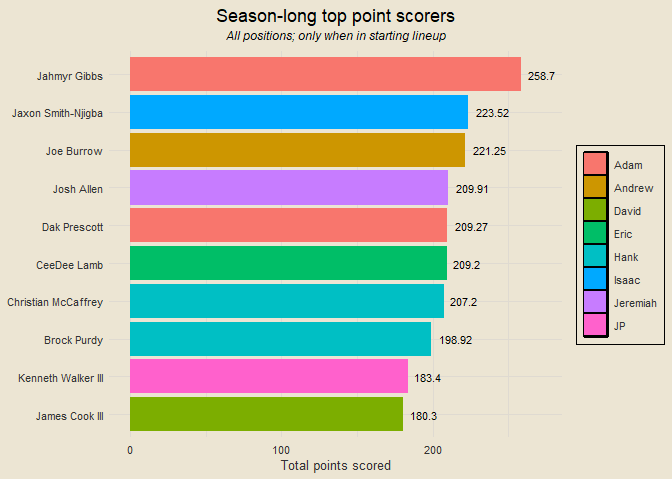 Season-long top point scorers
All positions; only when in starting lineup
Jahmyr Gibbs 258.7
Jaxon Smith-Njigba 223.52
Joe Burrow 221.25
Josh Allen 209.91
Dak Prescott 209.27
CeeDee Lamb 209.2
Christian McCaffrey 207.2
Brock Purdy 198.92
Kenneth Walker III 183.4
James Cook III 180.3
0 100 200
Total points scored
Adam
Andrew
David
Eric
Hank
Isaac
Jeremiah
JP